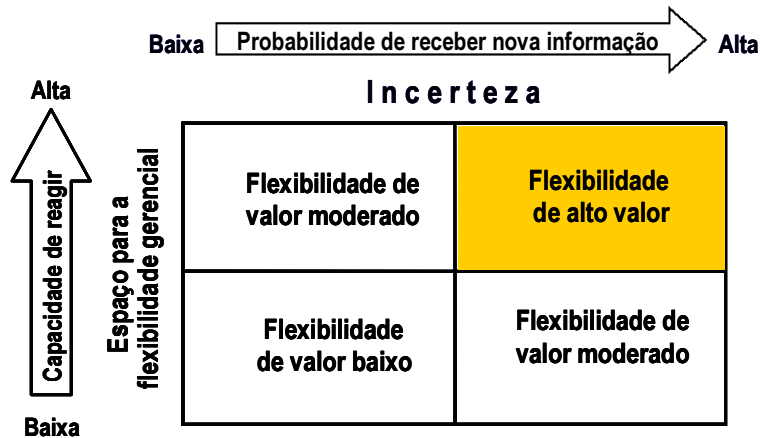 Baixa Probabilidade de receber nova informação Alta
Incerteza
Alta
Capacidade de reagir
Baixa
Espaço para a
flexibilidade gerencial
Flexibilidade de
valor moderado
Flexibilidade
de alto valor
Flexibilidade
de valor baixo
Flexibilidade de
valor moderado